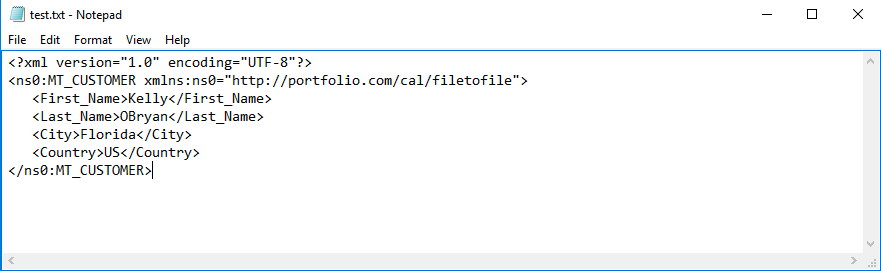 test.txt - Notepad
File Edit Format View Help
<?xml version="1.0" encoding="UTF-8"?>
<ns0:MT_CUSTOMER xmlns:ns0="http://portfolio.com/cal/filetofile">
   <First_Name>Kelly</First_Name>
   <Last_Name>OBryan</Last_Name>
   <City>Florida</City>
   <Country>US</Country>
</ns0:MT_CUSTOMER>